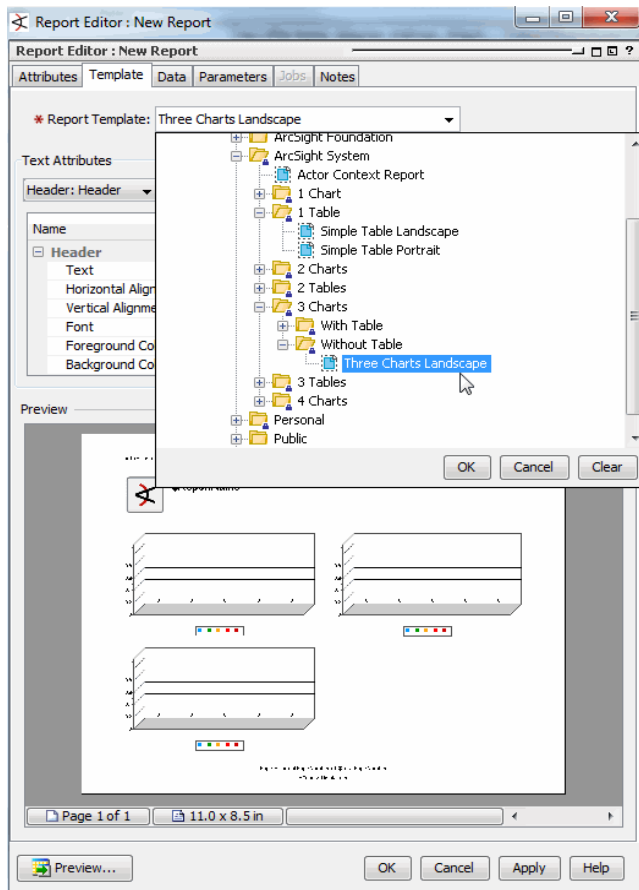 Report Editor : New Report
Report Editor : New Report
?
Attributes Template Data Parameters Jobs Notes
* Report Template: Three Charts Landscape
ArcSight Foundation
ArcSight System
Actor Context Report
1 Chart
1 Table
Simple Table Landscape
Simple Table Portrait
2 Charts
2 Tables
3 Charts
With Table
Without Table
Three Charts Landscape
3 Tables
4 Charts
Personal
Public
OK Cancel Clear
Text Attributes
Header: Header
Name
Header
Text
Horizontal Align
Vertical Alignme
Font
Foreground Co
Background Co
Preview
Page 1 of 1 11.0 x 8.5 in
Preview... OK Cancel Apply Help